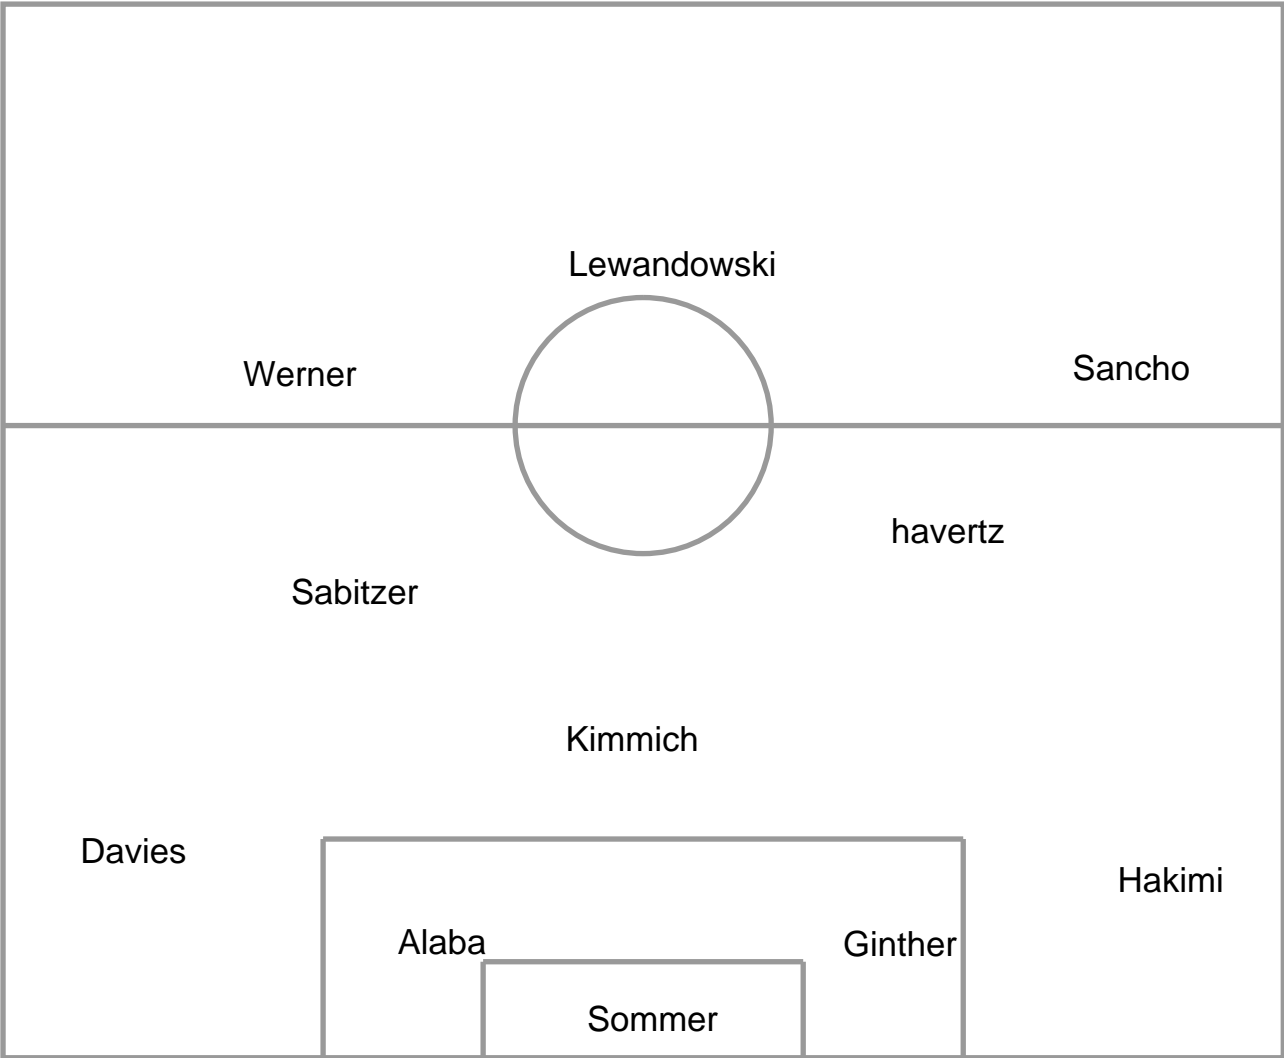 Lewandowski
Werner
Sancho
havertz
Sabitzer
Kimmich
Davies
Hakimi
Alaba
Ginther
Sommer